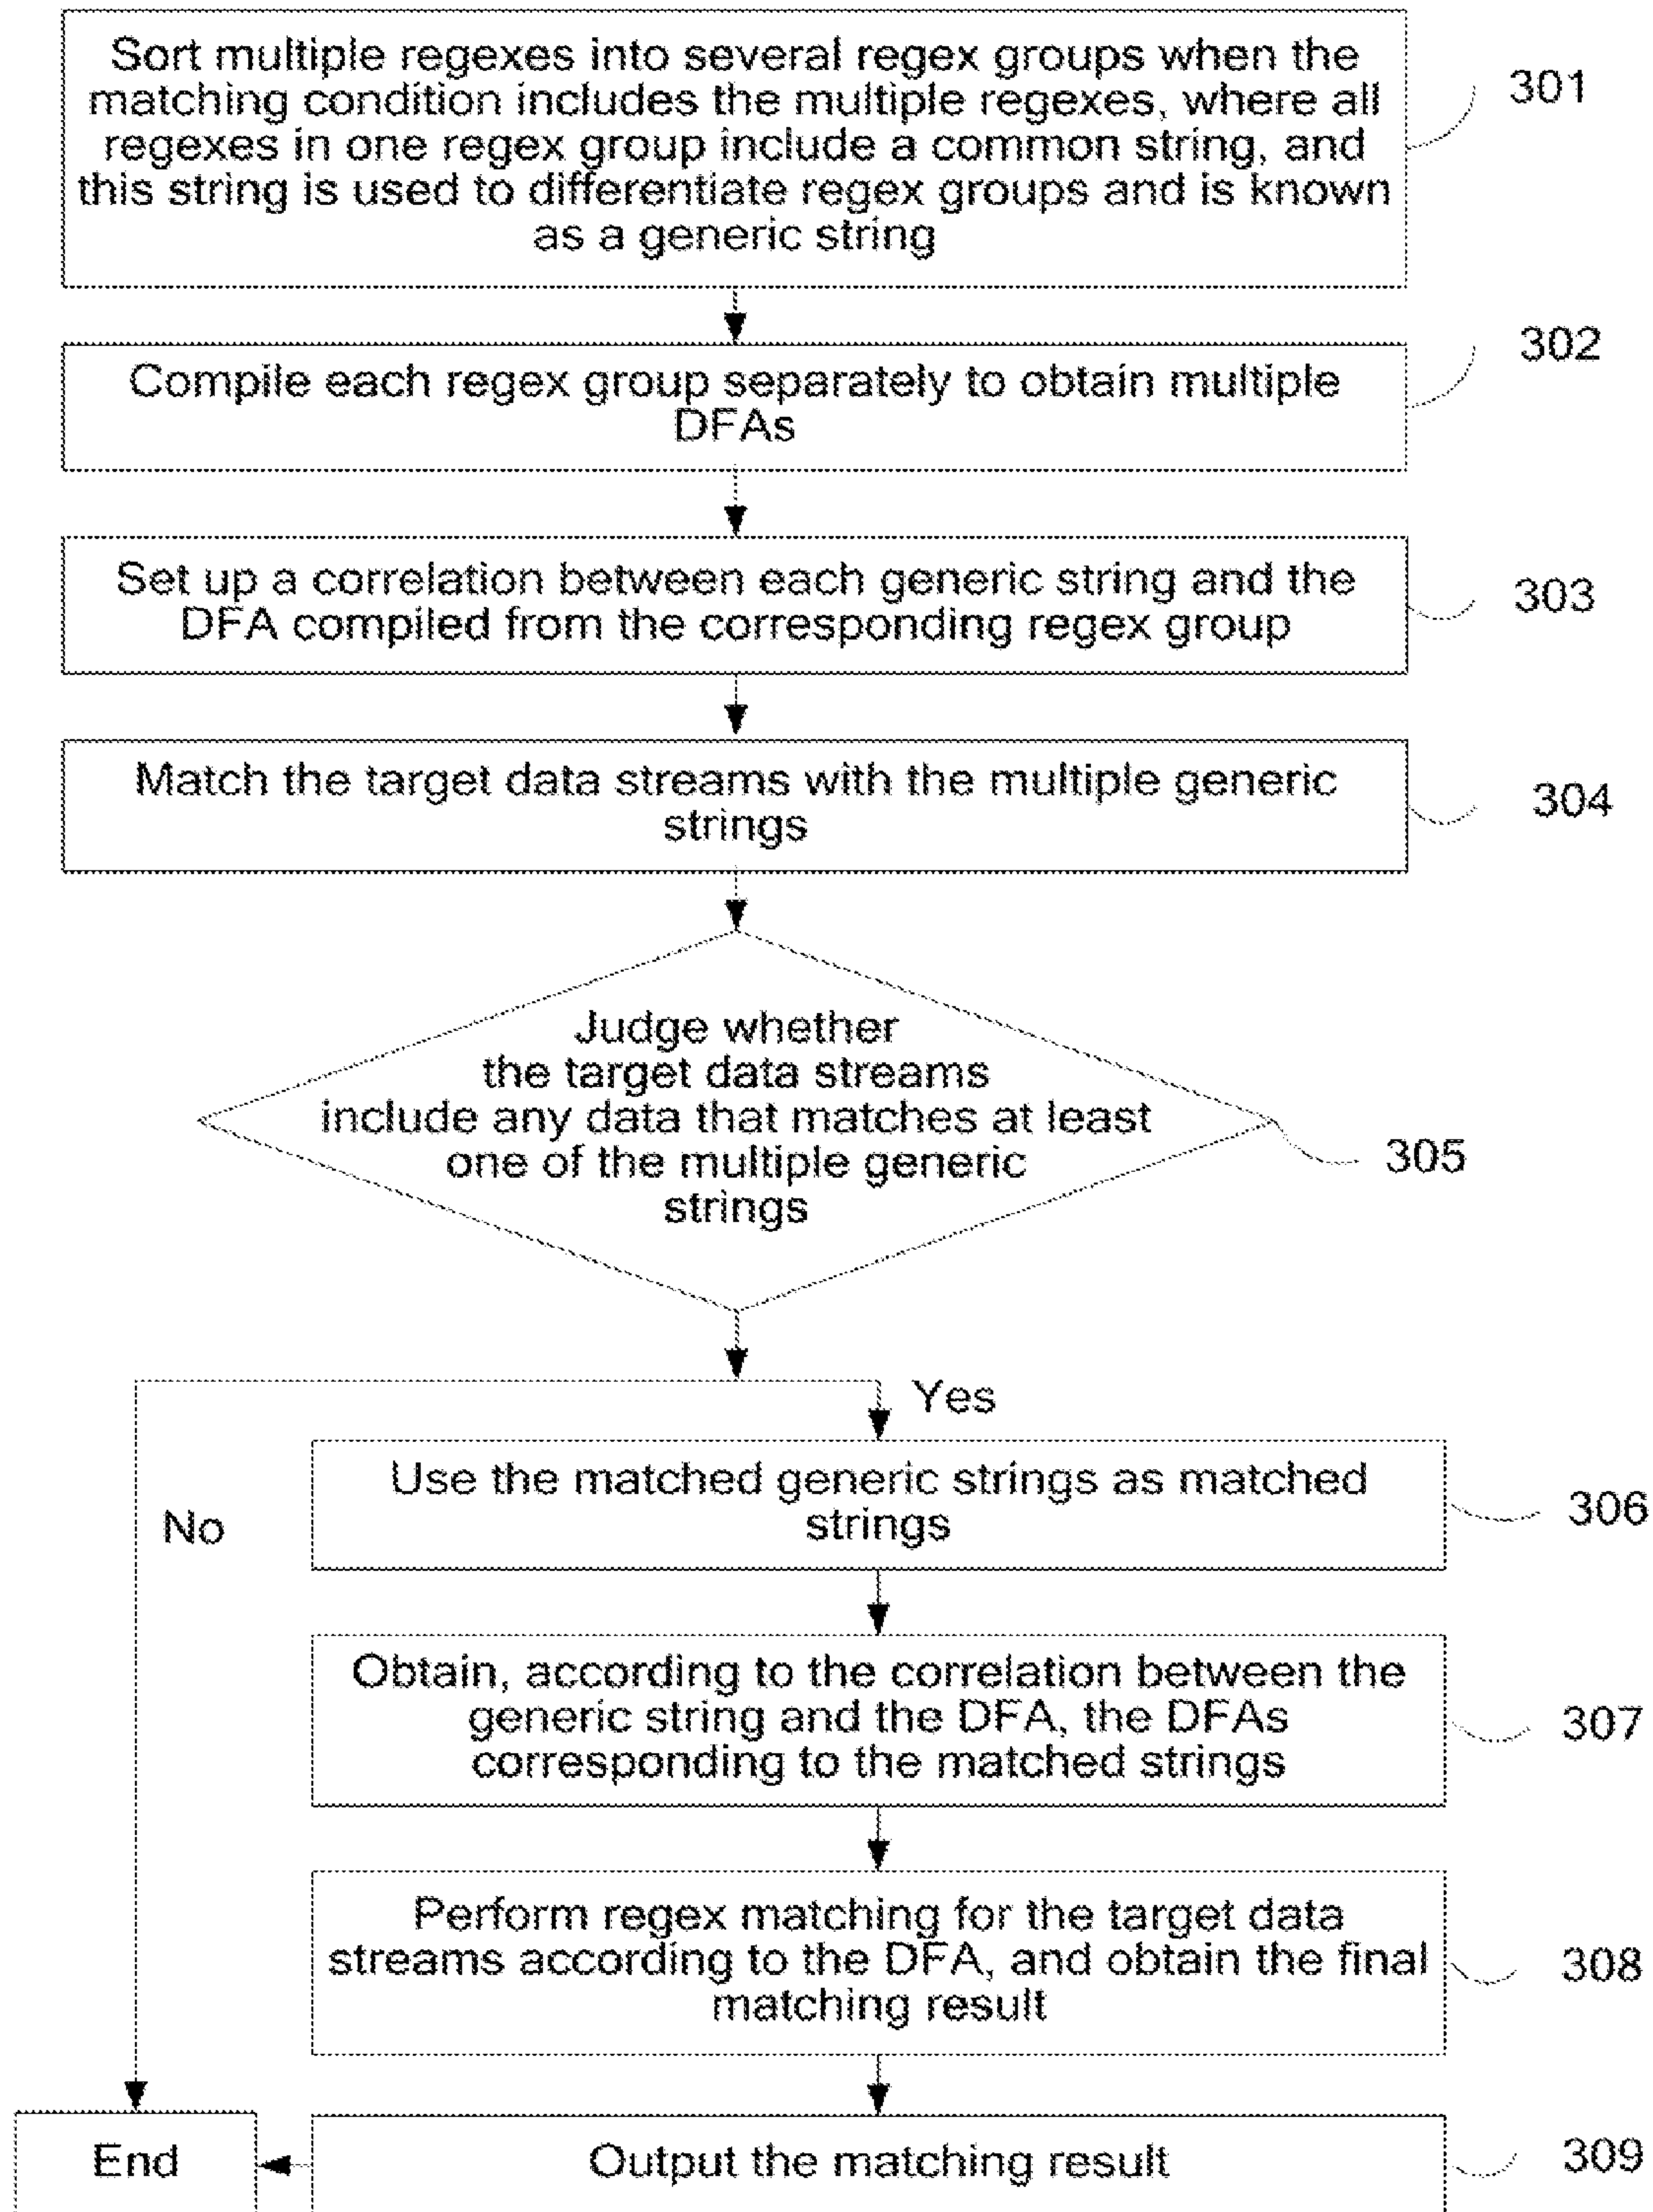 Sort multiple regexes into several regex groups when the
matching condition includes the multiple regexes, where all
regexes in one regex group include a common string, and
this string is used to differentiate regex groups and is known
as a generic string
301
Compile each regex group separately to obtain multiple
DFAs
302
Set up a correlation between each generic string and the
DFA compiled from the corresponding regex group
303
Match the target data streams with the multiple generic
strings
304
Judge whether
the target data streams
include any data that matches at least
one of the multiple generic
strings
305
Yes
No
Use the matched generic strings as matched
strings
306
Obtain, according to the correlation between the
generic string and the DFA, the DFAs
corresponding to the matched strings
307
Perform regex matching for the target data
streams according to the DFA, and obtain the final
matching result
308
End
Output the matching result
309